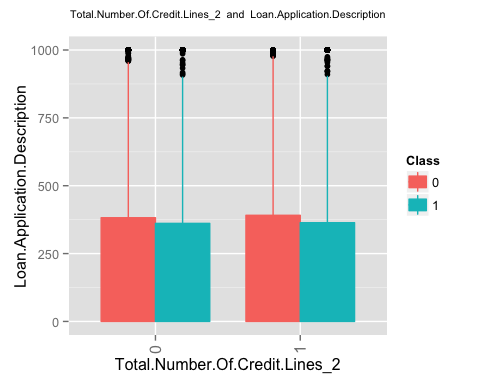 Total.Number.Of.Credit.Lines_2 and Loan.Application.Description
1000
750
500
250
0
Loan.Application.Description
0
1
Total.Number.Of.Credit.Lines_2
Class
0
1